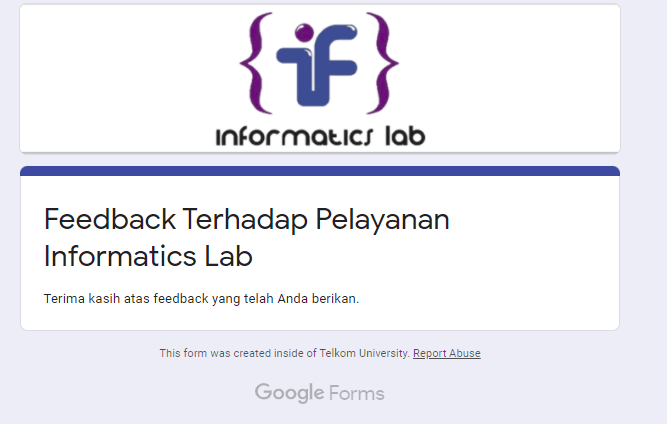 {if}
informatics lab
Feedback Terhadap Pelayanan
Informatics Lab
Terima kasih atas feedback yang telah Anda berikan.
This form was created inside of Telkom University. Report Abuse
Google Forms